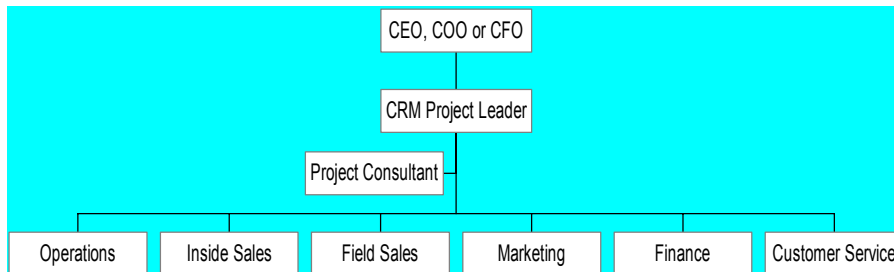 CEO, COO or CFO
CRM Project Leader
Project Consultant
Operations
Inside Sales
Field Sales
Marketing
Finance
Customer Service